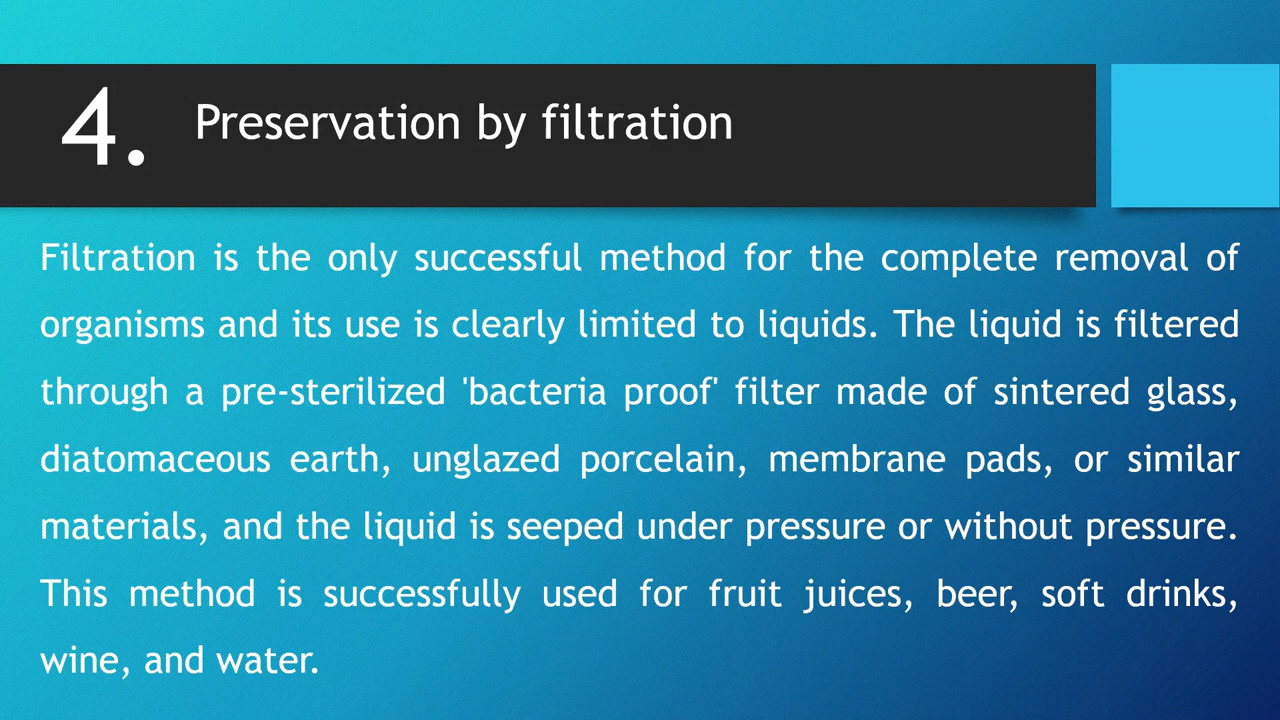 4. Preservation by filtration
Filtration is the only successful method for the complete removal of
organisms and its use is clearly limited to liquids. The liquid is filtered
through a pre-sterilized 'bacteria proof' filter made of sintered glass,
diatomaceous earth, unglazed porcelain, membrane pads, or similar
materials, and the liquid is seeped under pressure or without pressure.
This method is successfully used for fruit juices, beer, soft drinks,
wine, and water.